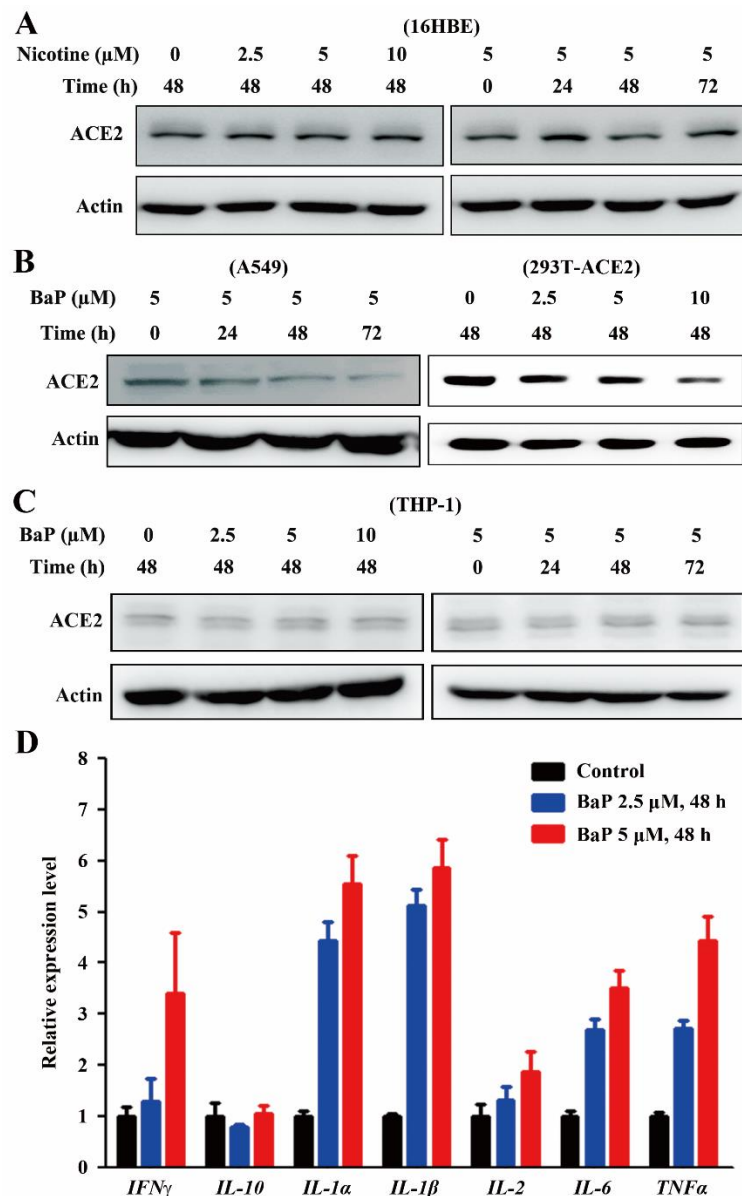 A
(16HBE)
Nicotine (µM) 0 2.5 5 10 5 5 5 5
Time (h) 48 48 48 48 0 24 48 72
ACE2
Actin
B
(A549) (293T-ACE2)
BaP (µM) 5 5 5 5 0 2.5 5 10
Time (h) 0 24 48 72 48 48 48 48
ACE2
Actin
C
(THP-1)
BaP (µM) 0 2.5 5 10 5 5 5 5
Time (h) 48 48 48 48 0 24 48 72
ACE2
Actin
D
Relative expression level
8
7
6
5
4
3
2
1
0
Control
BaP 2.5 µM, 48 h
BaP 5 µM, 48 h
IFNγ IL-10 IL-1α IL-1β IL-2 IL-6 TNFα